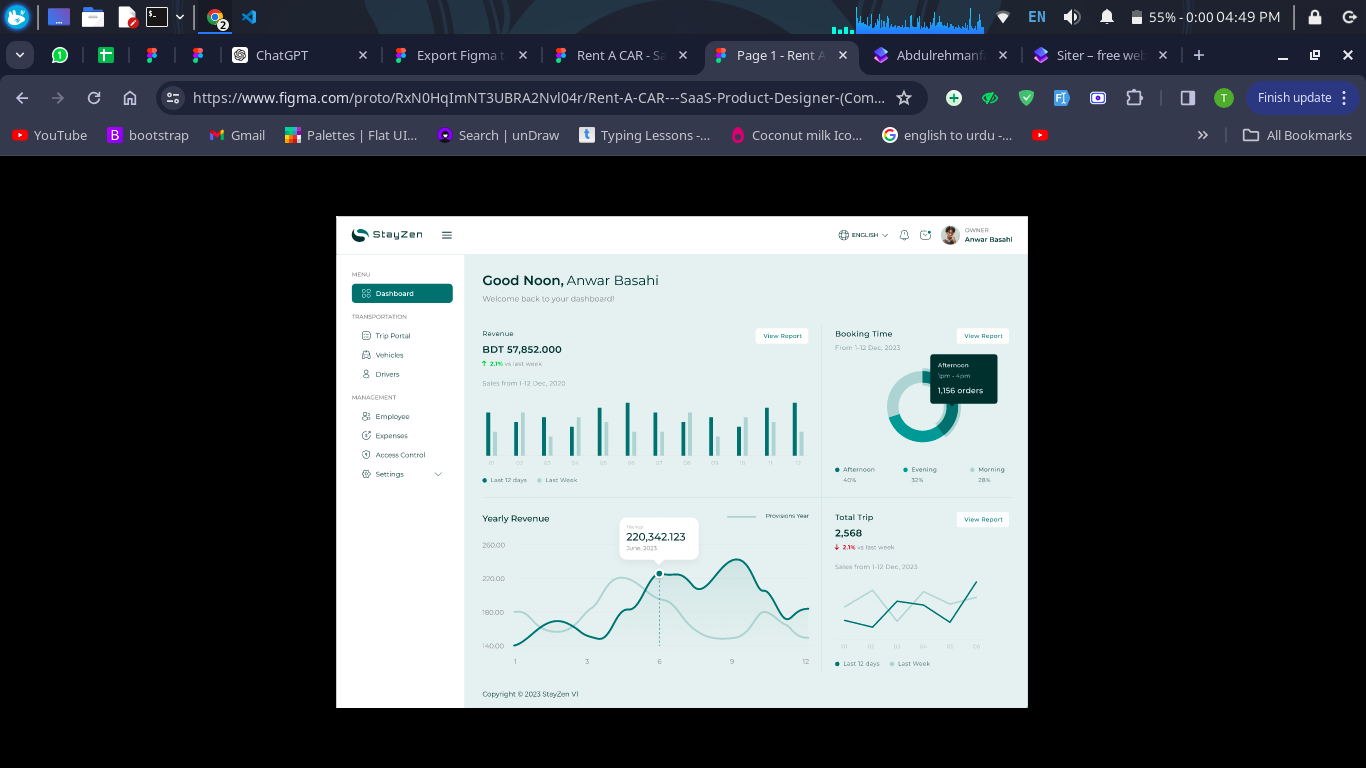 2
EN
55% - 0:00 04:49 PM
1
ChatGPT
Export Figma t
Rent A CAR - Sa
Page 1 - Rent A
Abdulrehmanf
Siter – free web
https://www.figma.com/proto/RxN0HqImNT3UBRA2Nvl04r/Rent-A-CAR---SaaS-Product-Designer-(Com...
T
Finish update
YouTube
bootstrap
Gmail
Palettes | Flat UI...
Search | unDraw
Typing Lessons -...
Coconut milk Ico...
english to urdu -...
All Bookmarks
StayZen
ENGLISH
OWNER
Anwar Basahi
MENU
Dashboard
TRANSPORTATION
Trip Portal
Vehicles
Drivers
MANAGEMENT
Employee
Expenses
Access Control
Settings
Good Noon, Anwar Basahi
Welcome back to your dashboard!
Revenue
View Report
BDT 57,852.000
2.1% vs last week
Sales from 1-12 Dec, 2020
01 02 03 04 05 06 07 08 09 10 11 12
Last 12 days
Last Week
Booking Time
View Report
From 1-12 Dec, 2023
Afternoon
1pm - 4pm
1,156 orders
Afternoon
40%
Evening
32%
Morning
28%
Yearly Revenue
Provisions Year
220,342.123
June, 2023
260.00
220.00
180.00
140.00
1 3 6 9 12
Total Trip
View Report
2,568
2.1% vs last week
Sales from 1-12 Dec, 2023
01 02 03 04 05 06
Last 12 days
Last Week
Copyright © 2023 StayZen VI